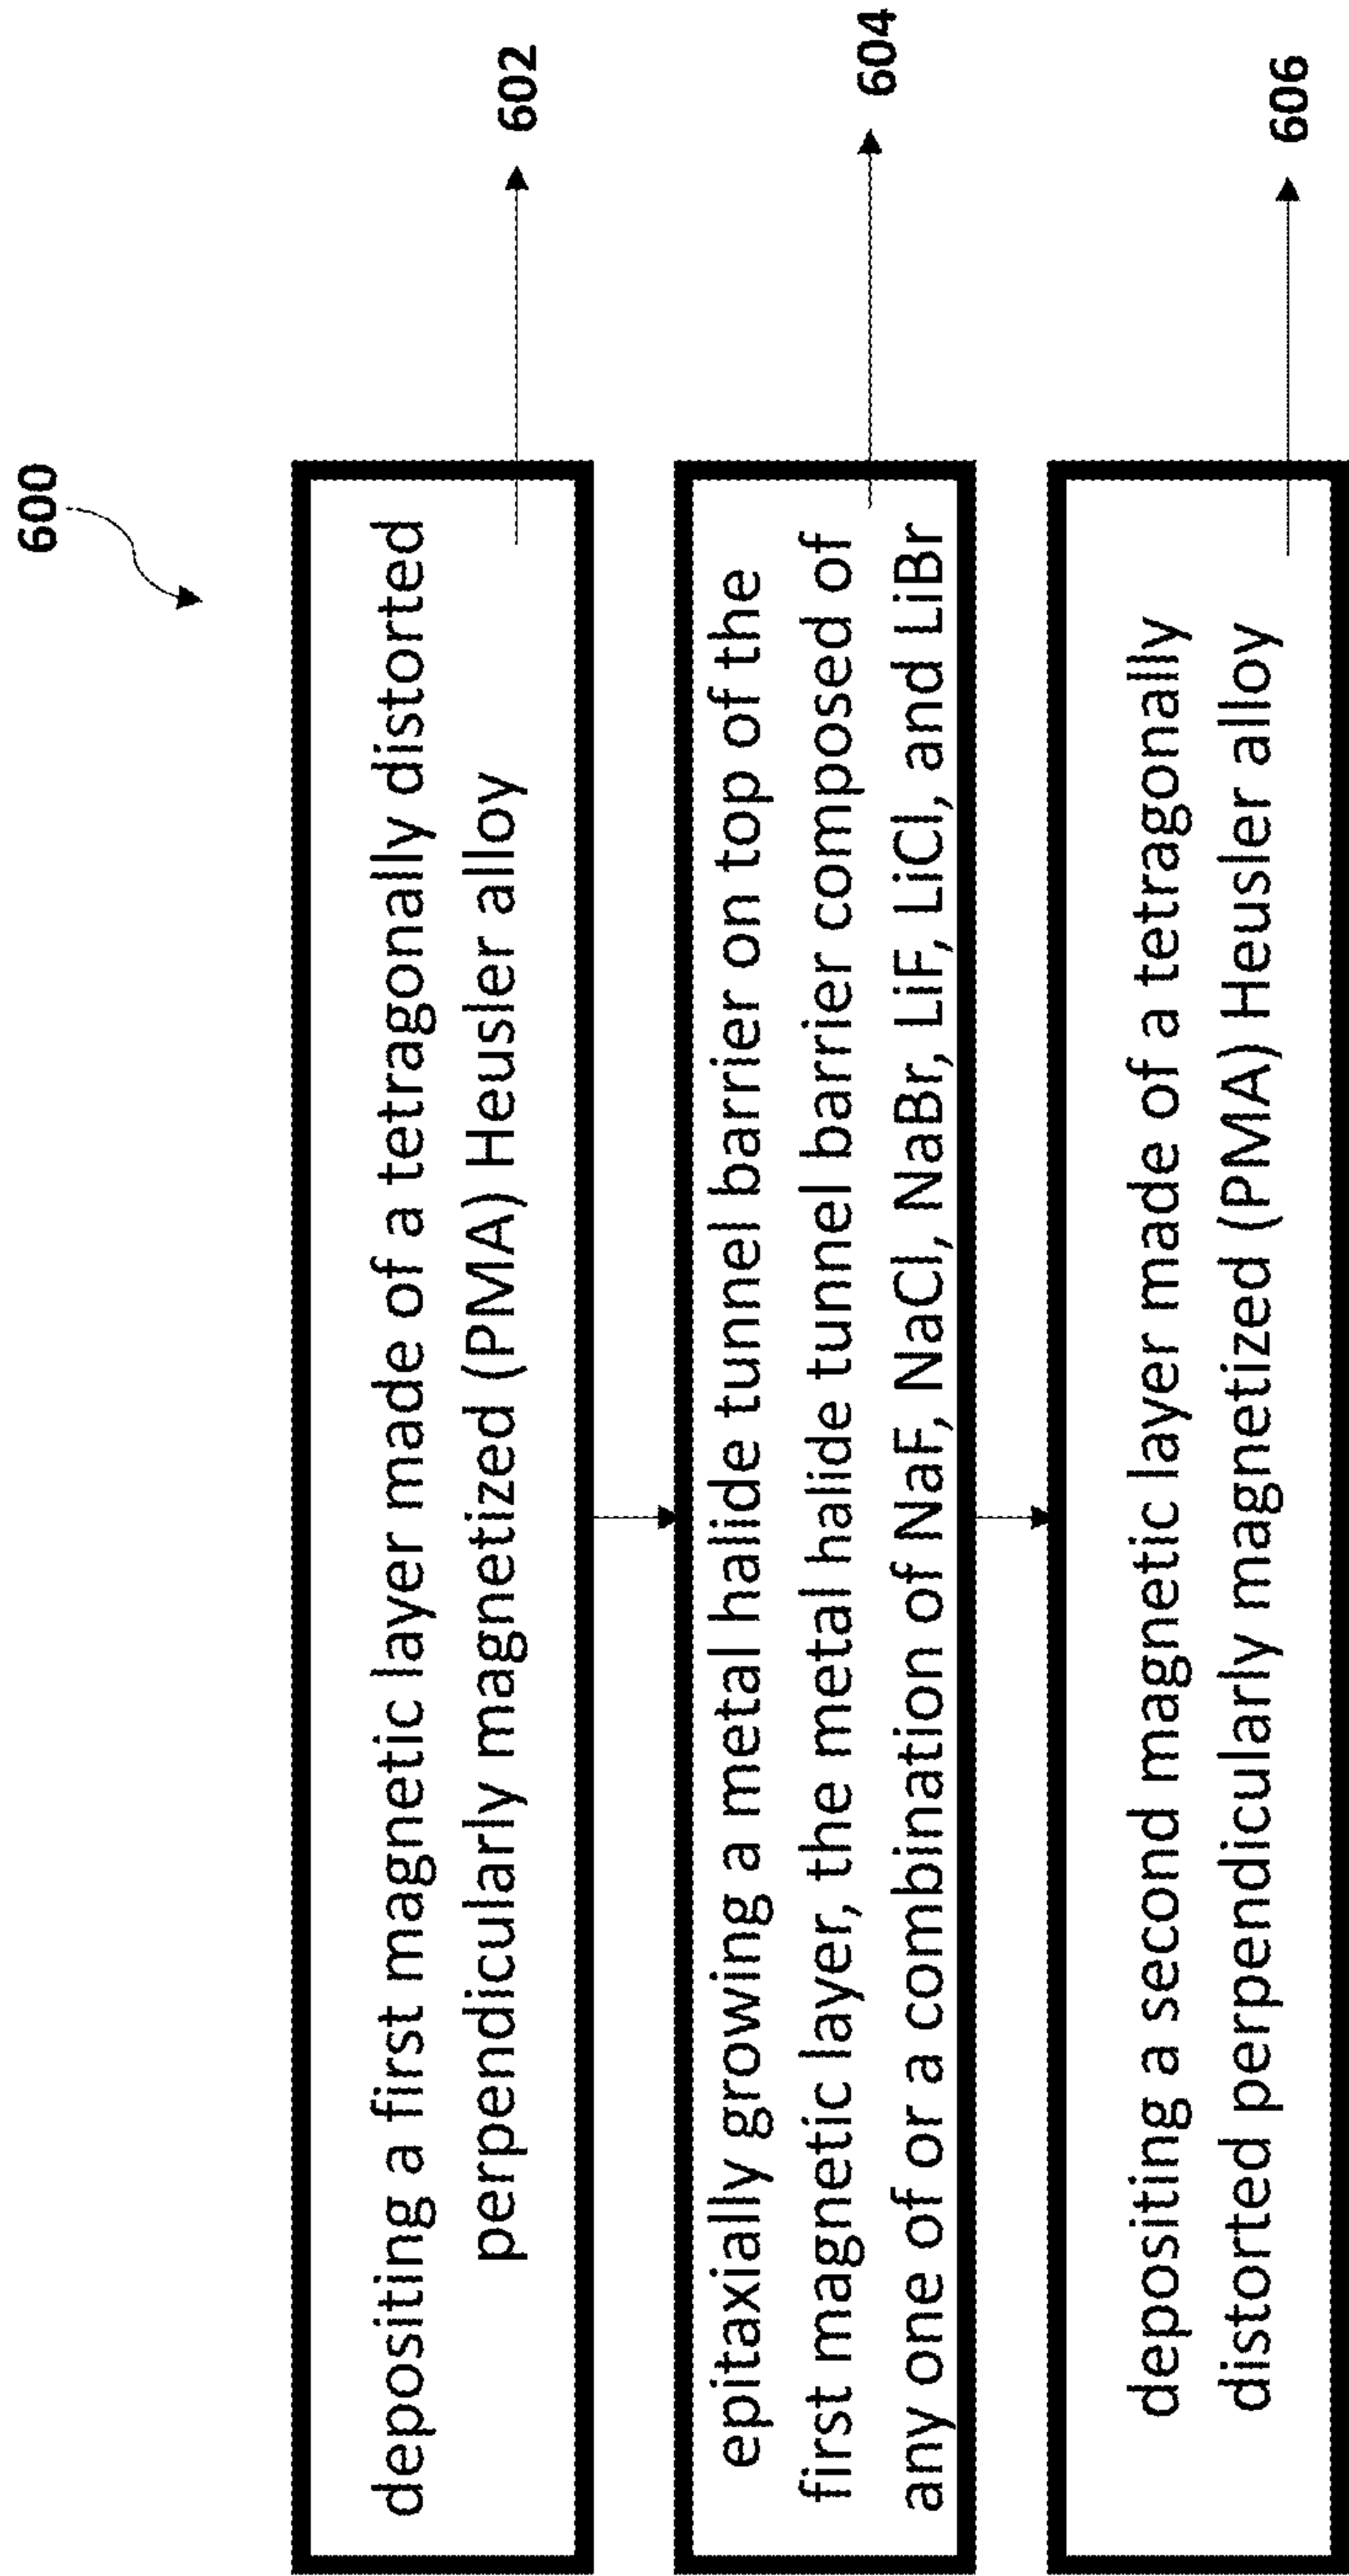 600
depositing a first magnetic layer made of a tetragonally distorted
perpendicularly magnetized (PMA) Heusler alloy
602
epitaxially growing a metal halide tunnel barrier on top of the
first magnetic layer, the metal halide tunnel barrier composed of
any one of or a combination of NaF, NaCl, NaBr, LiF, LiCl, and LiBr
604
depositing a second magnetic layer made of a tetragonally
distorted perpendicularly magnetized (PMA) Heusler alloy
606